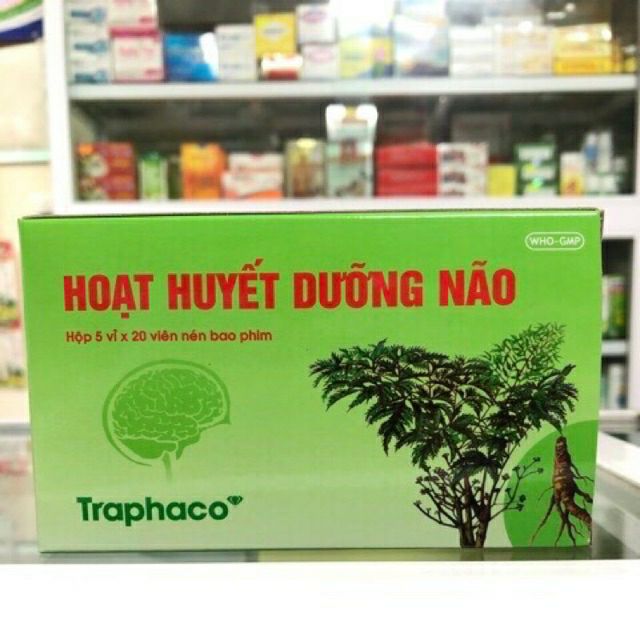 WHO-GMP
HOẠT HUYẾT DƯỠNG NÃO
Hộp 5 vỉ x 20 viên nén bao phim
Traphaco